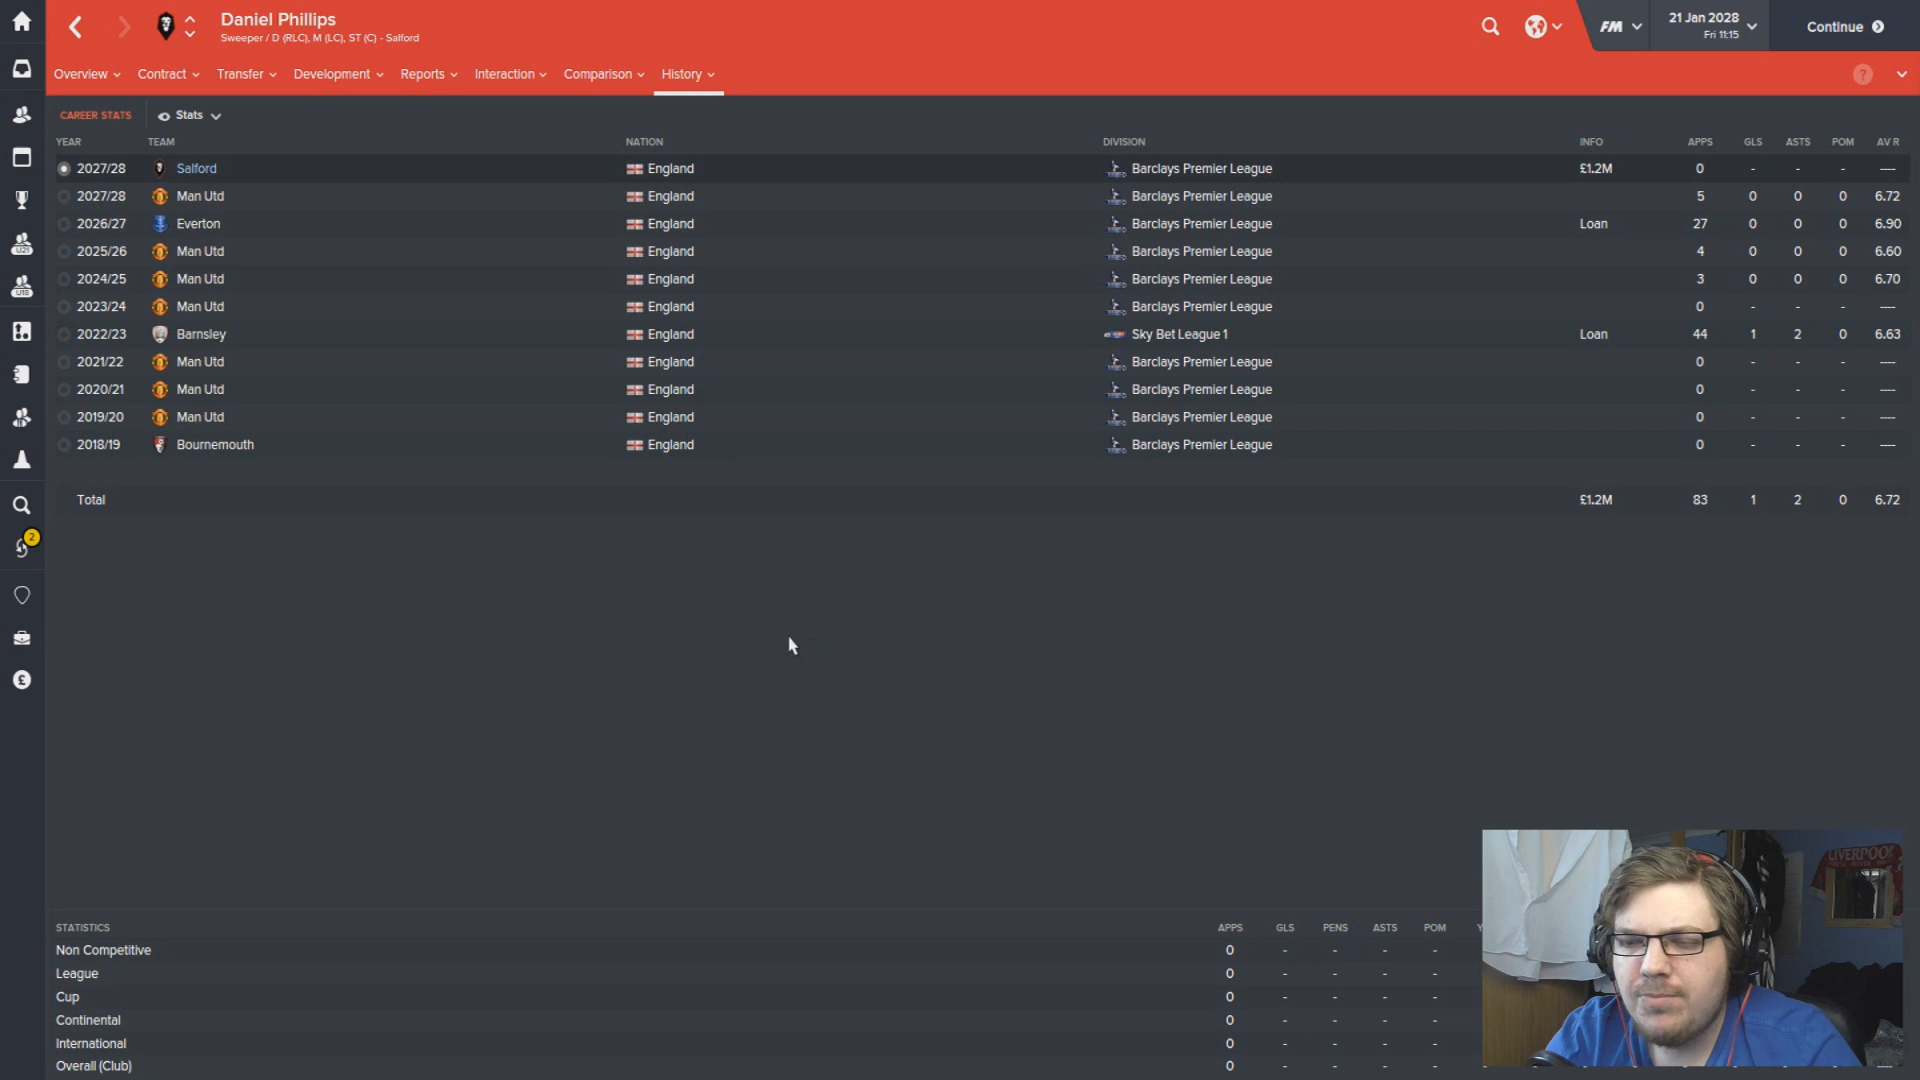 Daniel Phillips
Sweeper / D (RLC), M (LC), ST (C) - Salford
FM
21 Jan 2028
Fri 11:15
Continue
Overview Contract Transfer Development Reports Interaction Comparison History ?
CAREER STATS Stats
YEAR TEAM NATION DIVISION INFO APPS GLS ASTS POM AV R
2027/28 Salford England Barclays Premier League £1.2M 0 - - - ----
2027/28 Man Utd England Barclays Premier League 5 0 0 0 6.72
2026/27 Everton England Barclays Premier League Loan 27 0 0 0 6.90
2025/26 Man Utd England Barclays Premier League 4 0 0 0 6.60
2024/25 Man Utd England Barclays Premier League 3 0 0 0 6.70
2023/24 Man Utd England Barclays Premier League 0 - - - ----
2022/23 Barnsley England Sky Bet League 1 Loan 44 1 2 0 6.63
2021/22 Man Utd England Barclays Premier League 0 - - - ----
2020/21 Man Utd England Barclays Premier League 0 - - - ----
2019/20 Man Utd England Barclays Premier League 0 - - - ----
2018/19 Bournemouth England Barclays Premier League 0 - - - ----
Total £1.2M 83 1 2 0 6.72
U21
U18
2
£
STATISTICS APPS GLS PENS ASTS POM Y
Non Competitive 0 - - - -
League 0 - - - -
Cup 0 - - - -
Continental 0 - - - -
International 0 - - - -
Overall (Club) 0 - - - -
LIVERPOOL